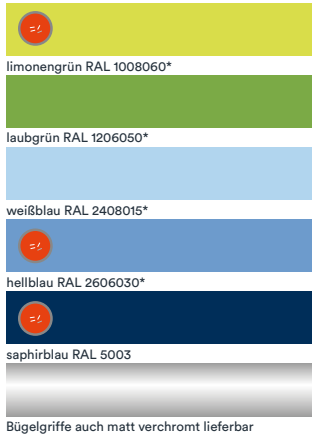 limonengrün RAL 1008060*
laubgrün RAL 1206050*
weißblau RAL 2408015*
hellblau RAL 2606030*
saphirblau RAL 5003
Bügelgriffe auch matt verchromt lieferbar